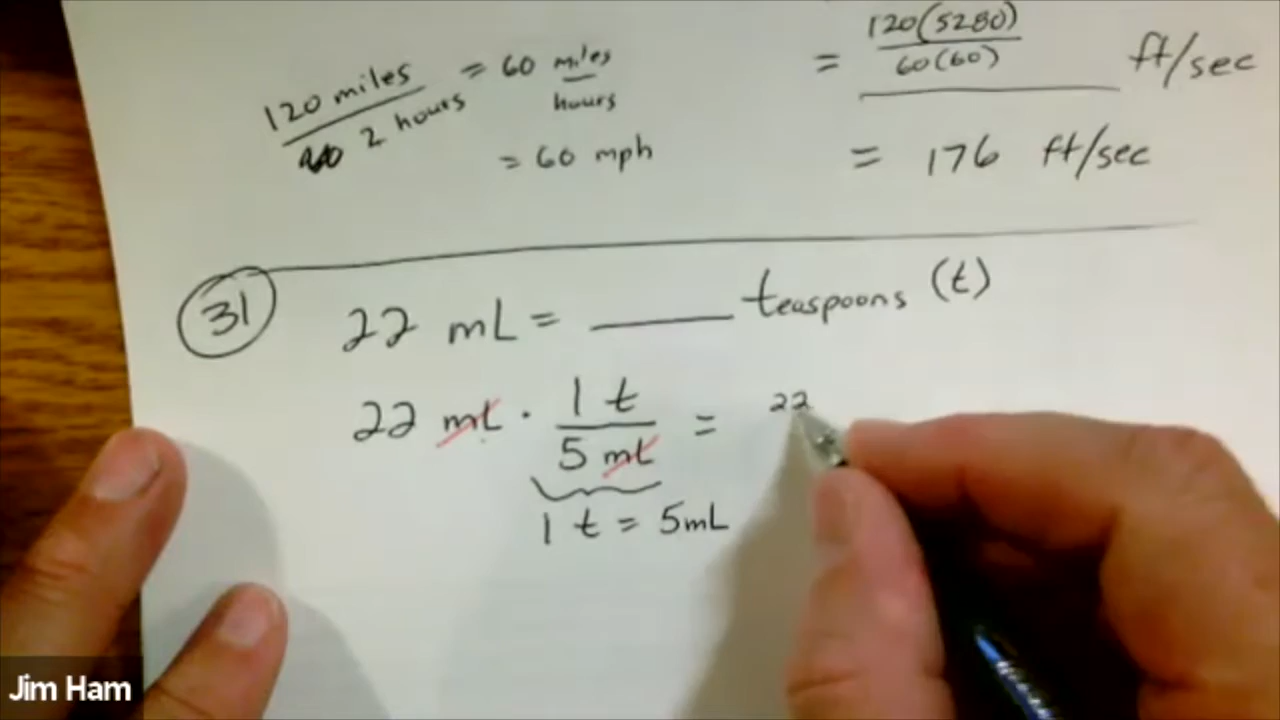 120 miles / 2 hours = 60 miles / hours
= 60 mph
= 120(5280) / 60(60) ft/sec
= 176 ft/sec
31
22 mL = ____ teaspoons (t)
22 mL · 1 t / 5 mL = 22
1 t = 5mL
Jim Ham